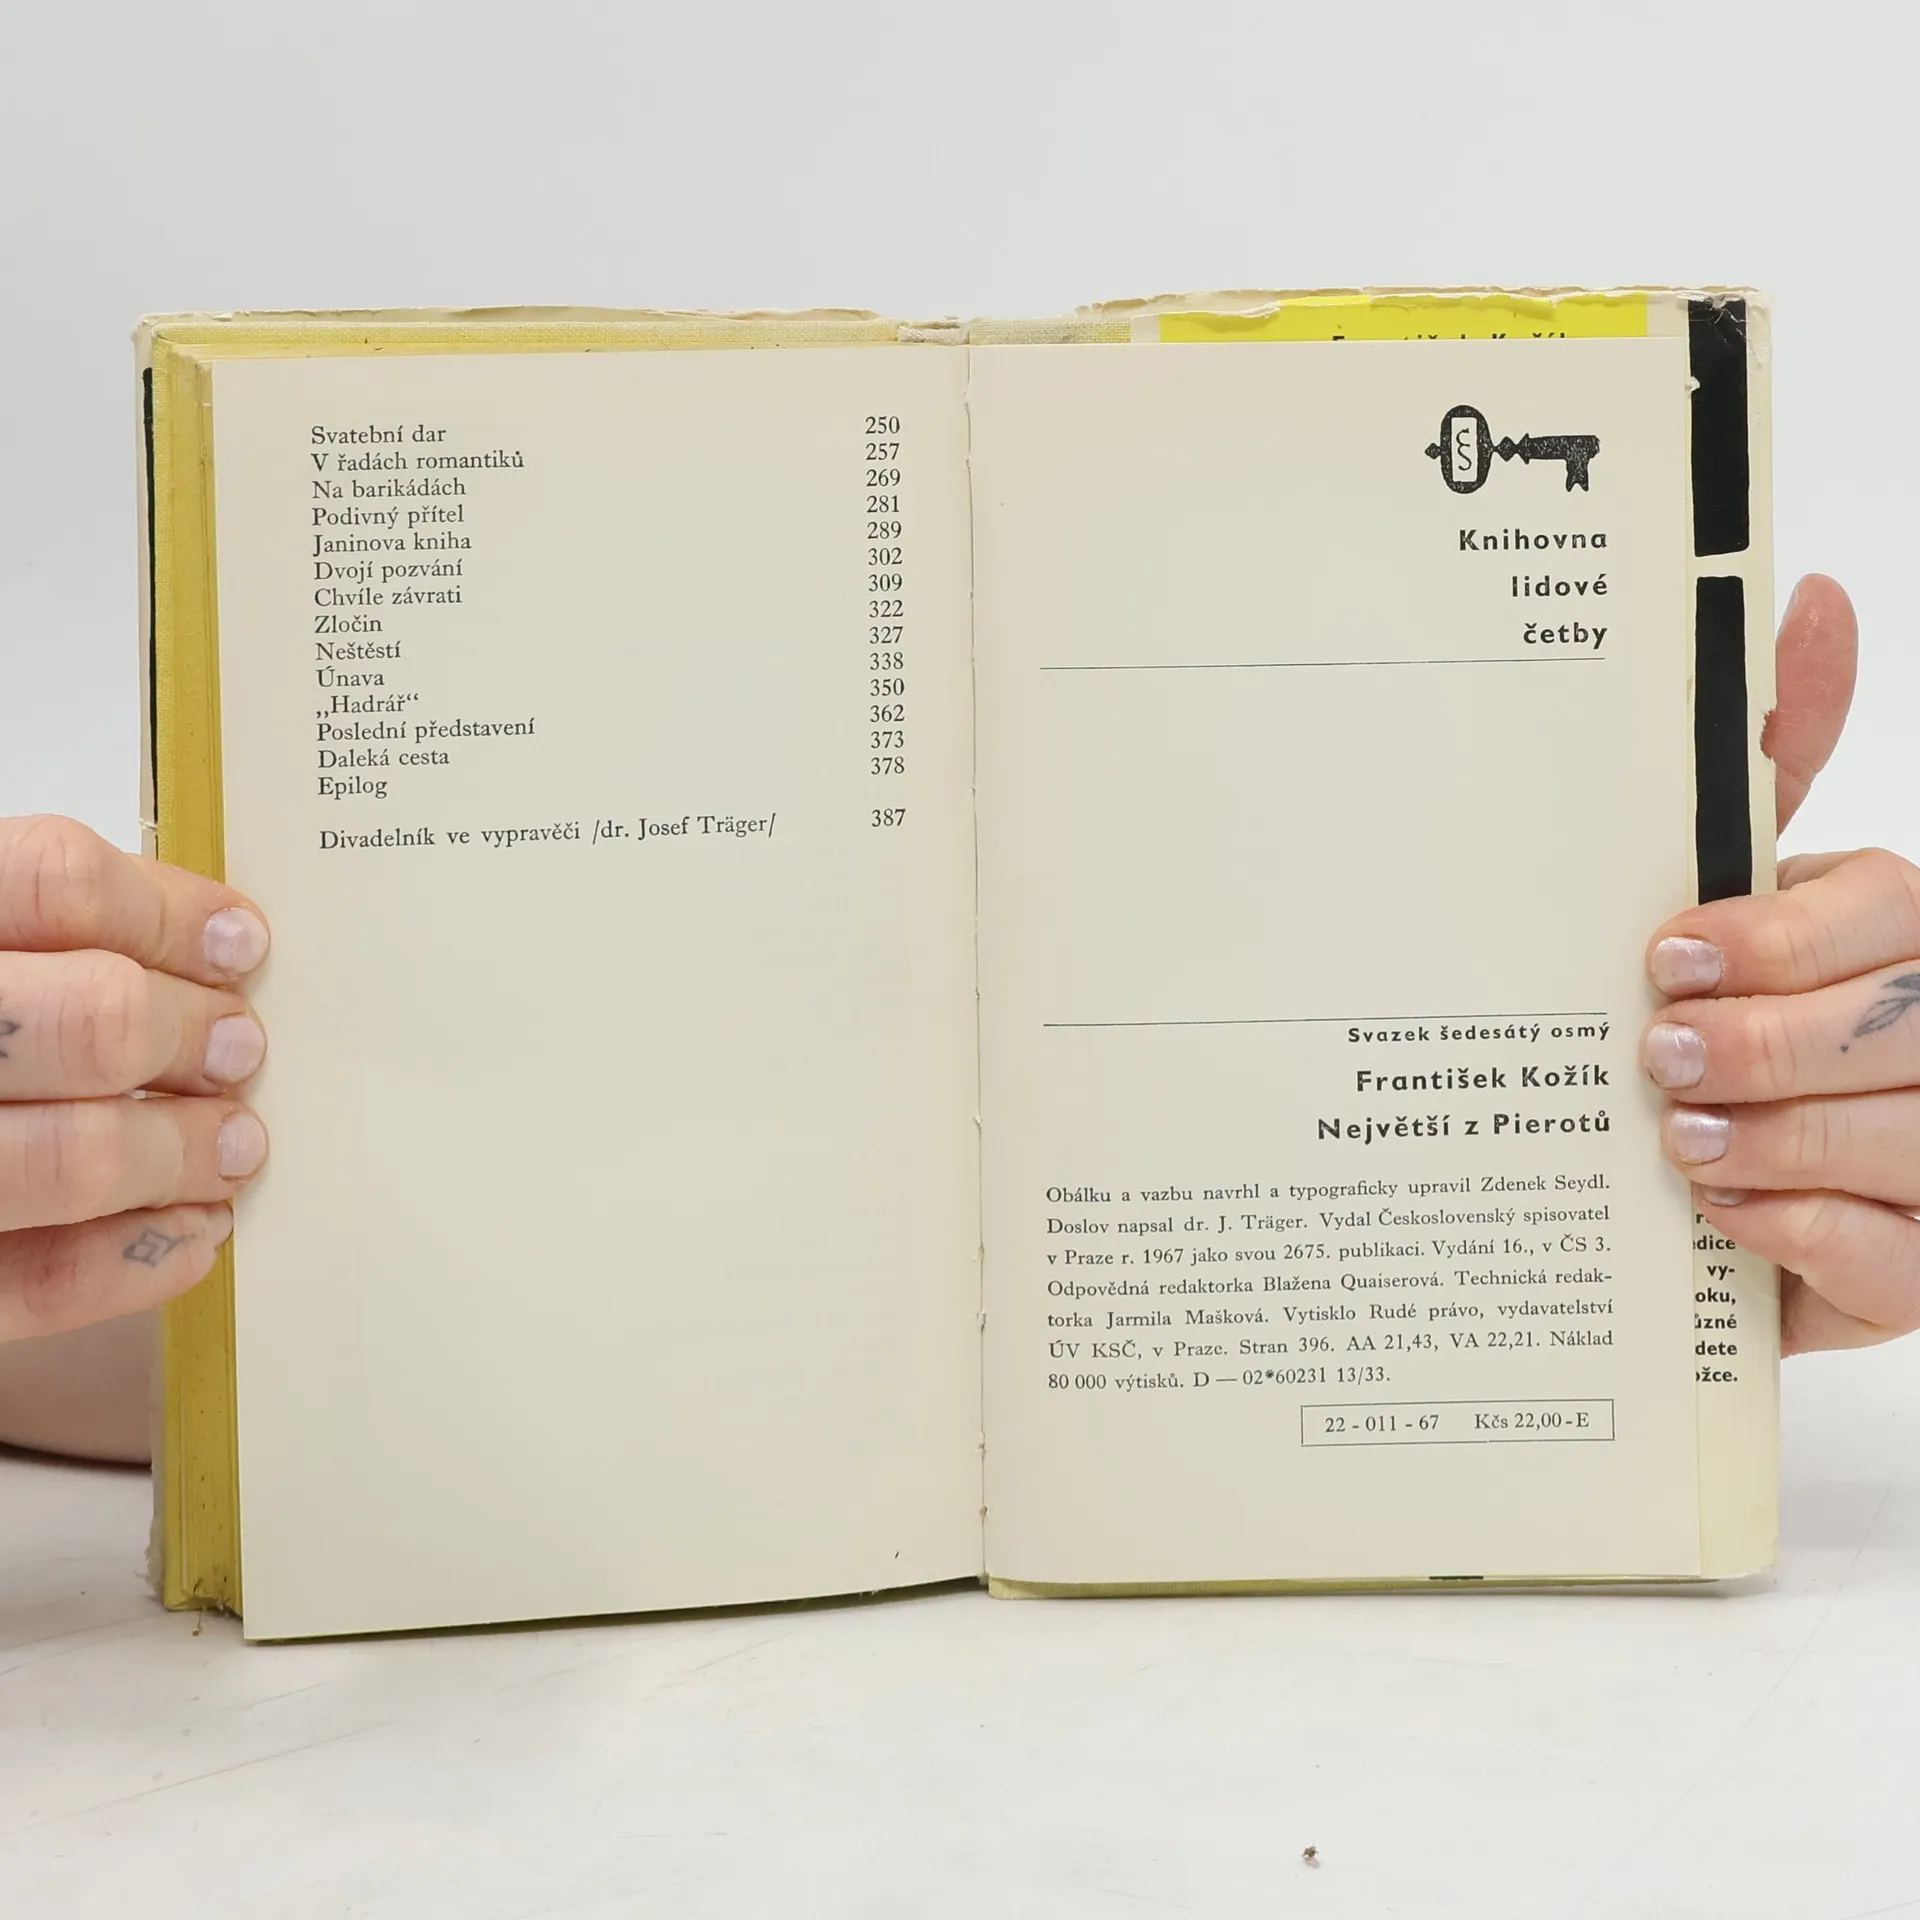 Svatební dar 250
V řadách romantiků 257
Na barikádách 269
Podivný přítel 281
Janinova kniha 289
Dvojí pozvání 302
Chvíle závrati 309
Zločin 322
Neštěstí 327
Únava 338
„Hadrář“ 350
Poslední představení 362
Daleká cesta 373
Epilog 378
Divadelník ve vypravěči /dr. Josef Träger/ 387
František Kožík
Knihovna
lidové
četby
Svazek šedesátý osmý
František Kožík
Největší z Pierotů
Obálku a vazbu navrhl a typograficky upravil Zdenek Seydl.
Doslov napsal dr. J. Träger. Vydal Československý spisovatel
v Praze r. 1967 jako svou 2675. publikaci. Vydání 16., v ČS 3.
Odpovědná redaktorka Blažena Quaiserová. Technická redak-
torka Jarmila Mašková. Vytisklo Rudé právo, vydavatelství
ÚV KSČ, v Praze. Stran 396. AA 21,43, VA 22,21. Náklad
80 000 výtisků. D — 02*60231 13/33.
22 - 011 - 67 Kčs 22,00 - E
vy-
oku,
dete